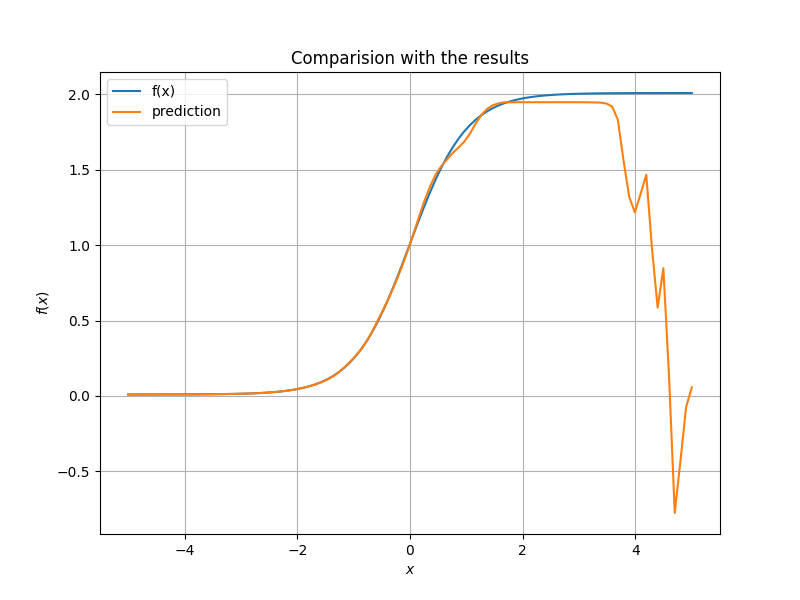 Comparision with the results
f(x)
prediction
2.0
1.5
1.0
0.5
0.0
−0.5
f(x)
−4
−2
0
2
4
x